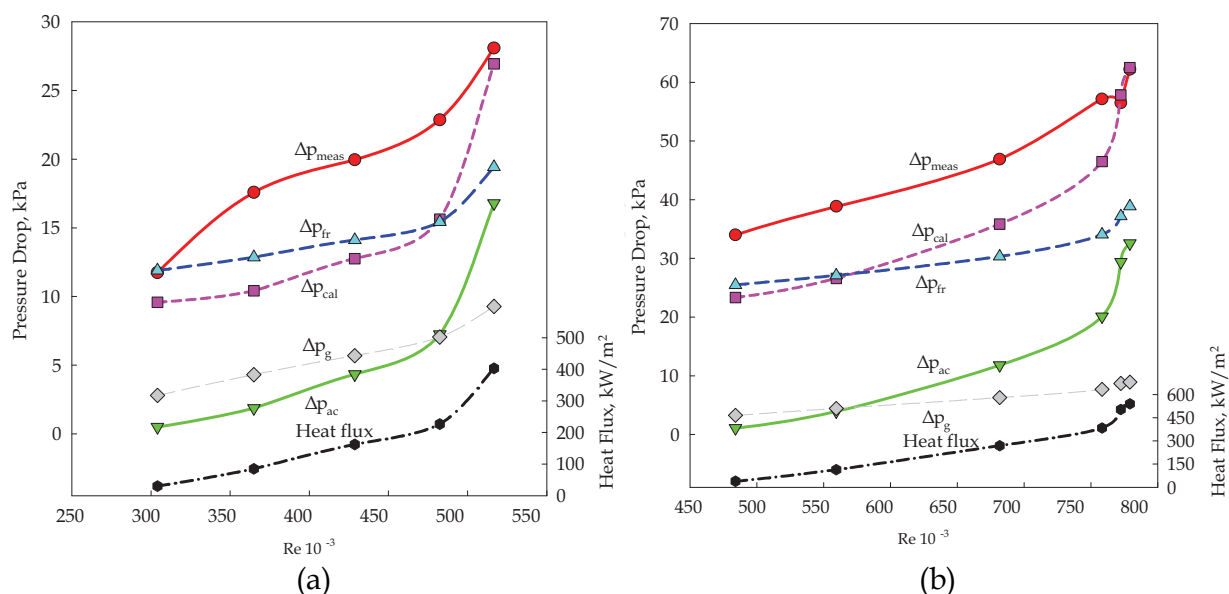 30
25
20
15
10
5
0
Pressure Drop, kPa
Δp_meas
Δp_fr
Δp_cal
Δp_g
Δp_ac
Heat flux
500
400
300
200
100
0
Heat Flux, kW/m²
250 300 350 400 450 500 550
Re 10⁻³
(a)
70
60
50
40
30
20
10
0
Pressure Drop, kPa
Δp_meas
Δp_cal
Δp_fr
Δp_ac
Δp_g
Heat flux
600
450
300
150
0
Heat Flux, kW/m²
450 500 550 600 650 700 750 800
Re 10⁻³
(b)